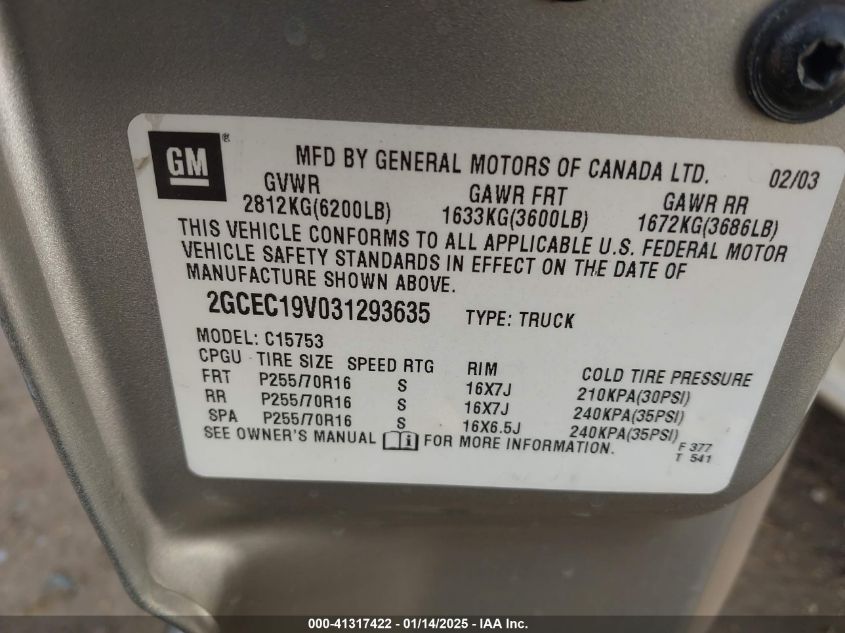 GM ® MFD BY GENERAL MOTORS OF CANADA LTD. 02/03
GVWR GAWR FRT GAWR RR
2812KG(6200LB) 1633KG(3600LB) 1672KG(3686LB)
THIS VEHICLE CONFORMS TO ALL APPLICABLE U.S. FEDERAL MOTOR
VEHICLE SAFETY STANDARDS IN EFFECT ON THE DATE OF
MANUFACTURE SHOWN ABOVE.
2GCEC19V031293635 TYPE: TRUCK
MODEL: C15753
CPGU TIRE SIZE SPEED RTG RIM COLD TIRE PRESSURE
FRT P255/70R16 S 16X7J 210KPA(30PSI)
RR P255/70R16 S 16X7J 240KPA(35PSI)
SPA P255/70R16 S 16X6.5J 240KPA(35PSI)
SEE OWNER'S MANUAL FOR MORE INFORMATION.
F 377
T 541
000-41317422 - 01/14/2025 - IAA Inc.